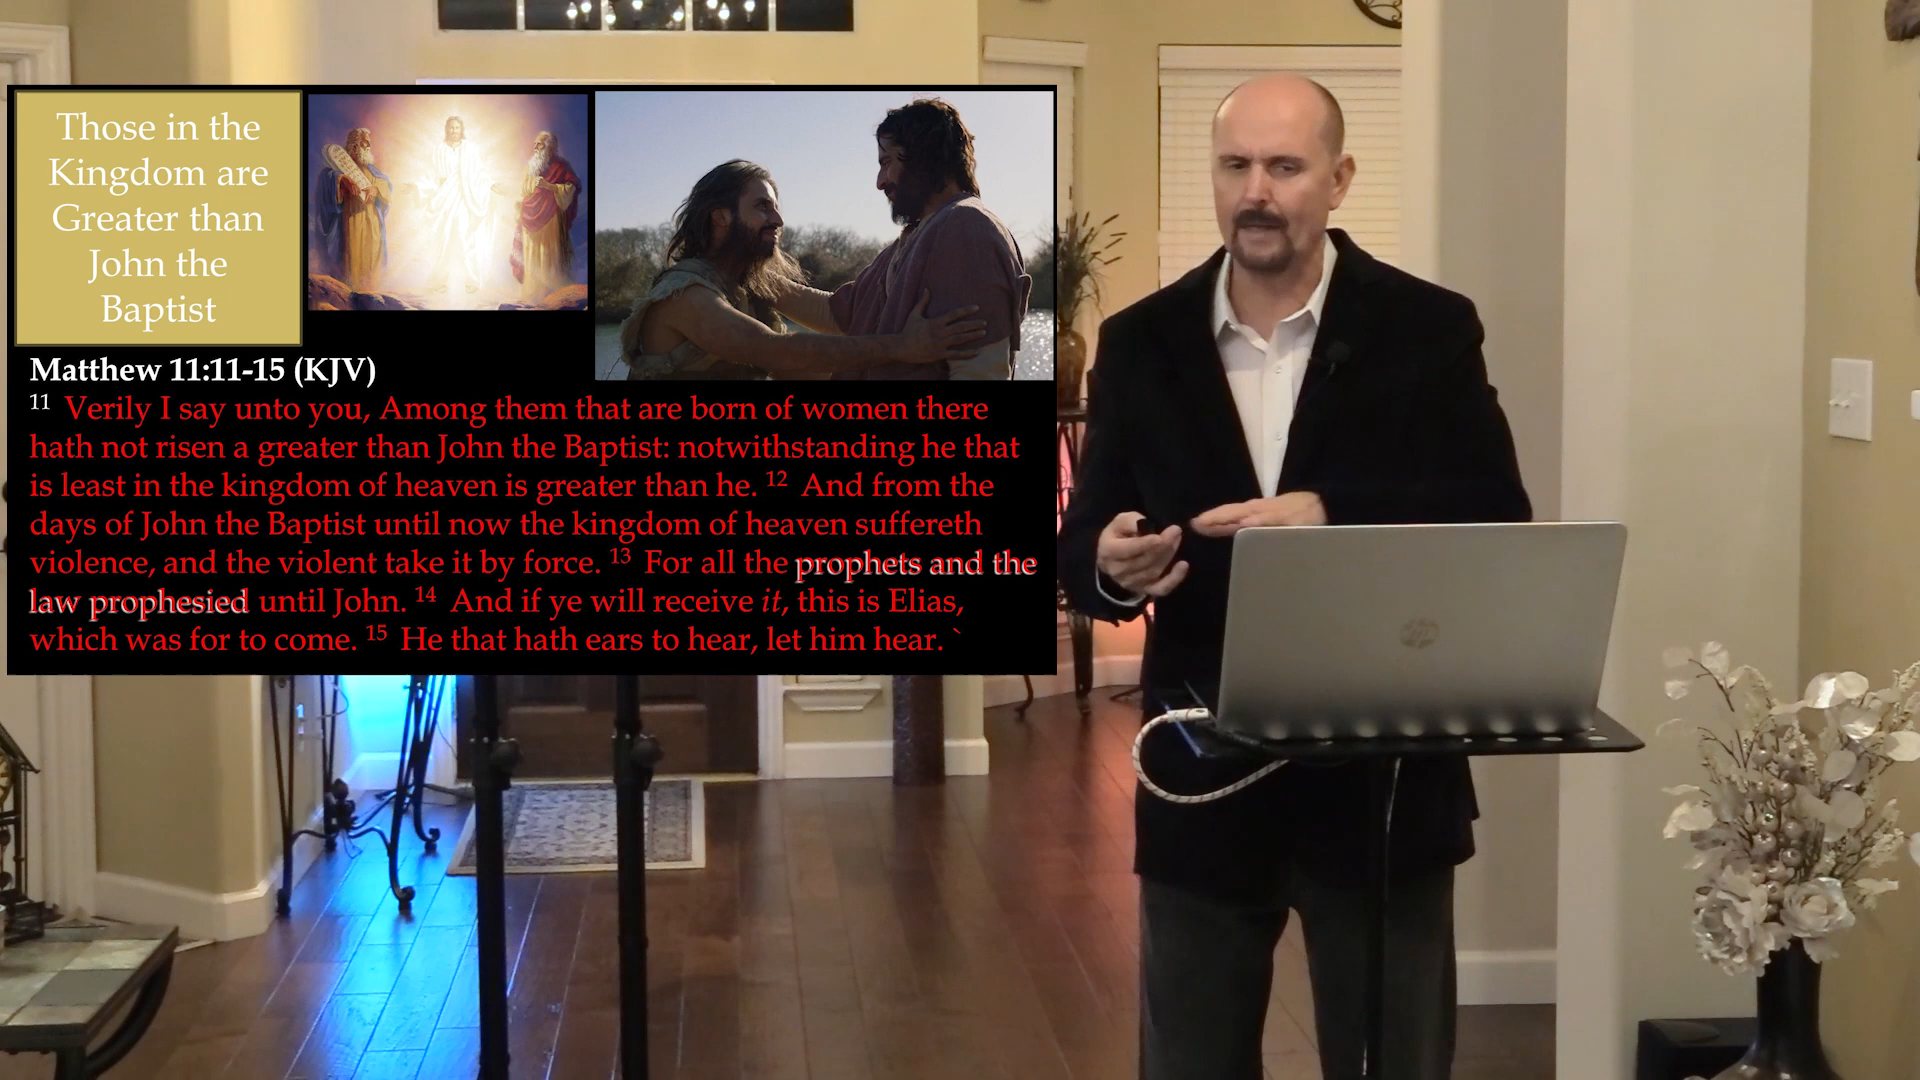 Those in the
Kingdom are
Greater than
John the
Baptist
Matthew 11:11-15 (KJV)
11 Verily I say unto you, Among them that are born of women there
hath not risen a greater than John the Baptist: notwithstanding he that
is least in the kingdom of heaven is greater than he. 12 And from the
days of John the Baptist until now the kingdom of heaven suffereth
violence, and the violent take it by force. 13 For all the prophets and the
law prophesied until John. 14 And if ye will receive it, this is Elias,
which was for to come. 15 He that hath ears to hear, let him hear. `
hp